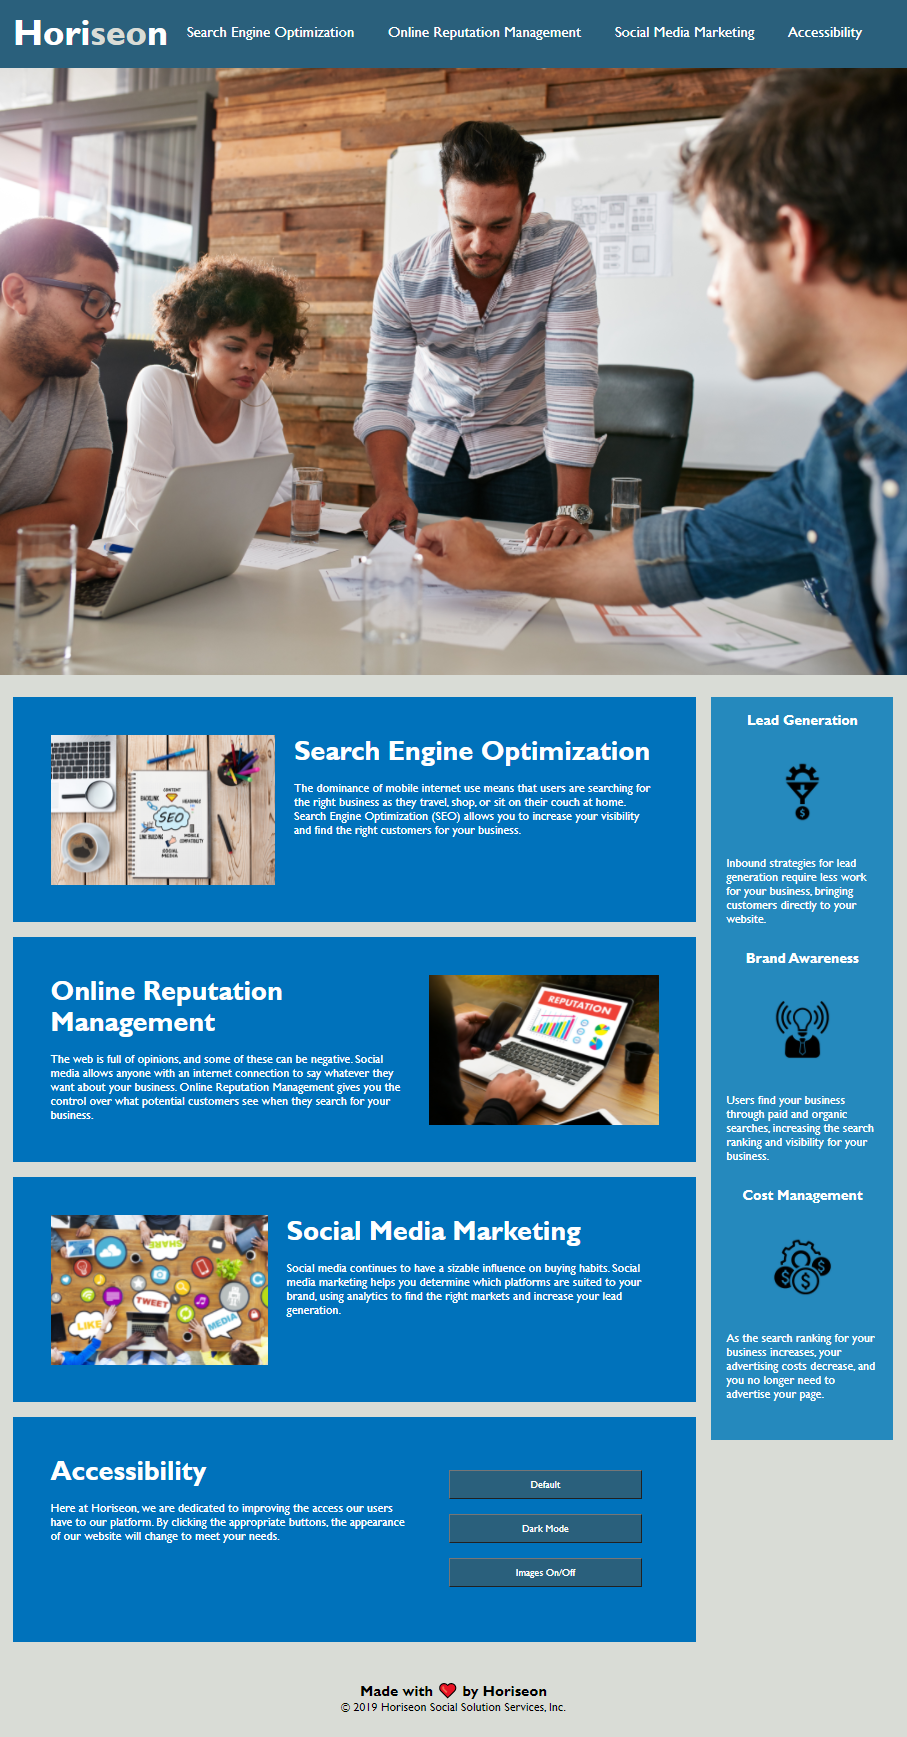 Horiseon
Search Engine Optimization
Online Reputation Management
Social Media Marketing
Accessibility
CONTENT
BACKLINK
SEO
LINK BUILDING
MOBILE
SOCIAL
MEDIA
Search Engine Optimization
The dominance of mobile internet use means that users are searching for
the right business as they travel, shop, or sit on their couch at home.
Search Engine Optimization (SEO) allows you to increase your visibility
and find the right customers for your business.
Online Reputation
Management
The web is full of opinions, and some of these can be negative. Social
media allows anyone with an internet connection to say whatever they
want about your business. Online Reputation Management gives you the
control over what potential customers see when they search for your
business.
REPUTATION
SHARE
TWEET
LIKE
MEDIA
Social Media Marketing
Social media continues to have a sizable influence on buying habits. Social
media marketing helps you determine which platforms are suited to your
brand, using analytics to find the right markets and increase your lead
generation.
Accessibility
Here at Horiseon, we are dedicated to improving the access our users
have to our platform. By clicking the appropriate buttons, the appearance
of our website will change to meet your needs.
Default
Dark Mode
Images On/Off
Lead Generation
$
Inbound strategies for lead
generation require less work
for your business, bringing
customers directly to your
website.
Brand Awareness
Users find your business
through paid and organic
searches, increasing the search
ranking and visibility for your
business.
Cost Management
$ $ $
As the search ranking for your
business increases, your
advertising costs decrease, and
you no longer need to
advertise your page.
Made with ❤ by Horiseon
© 2019 Horiseon Social Solution Services, Inc.